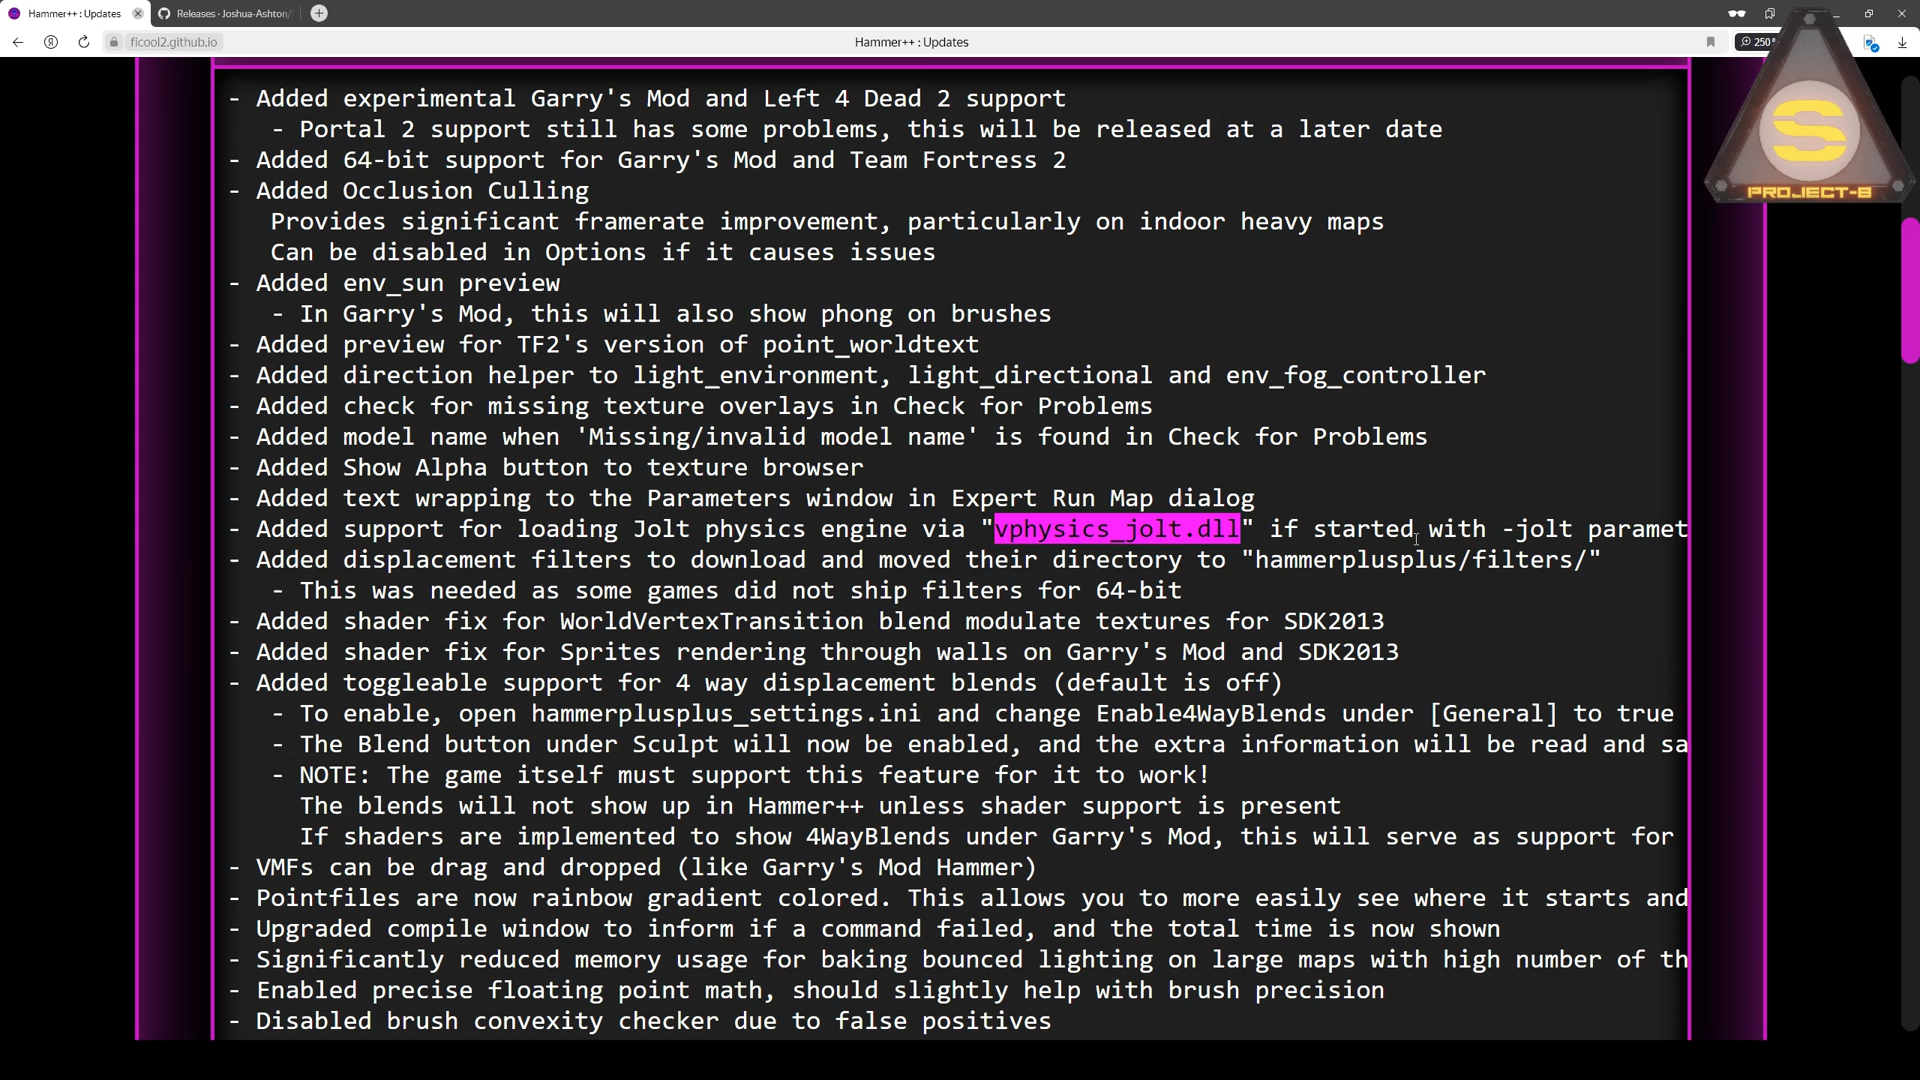 Hammer++ : Updates
Releases · Joshua-Ashton/
ficool2.github.io
Hammer++ : Updates
250%
S
PROJECT-8
- Added experimental Garry's Mod and Left 4 Dead 2 support
- Portal 2 support still has some problems, this will be released at a later date
- Added 64-bit support for Garry's Mod and Team Fortress 2
- Added Occlusion Culling
Provides significant framerate improvement, particularly on indoor heavy maps
Can be disabled in Options if it causes issues
- Added env_sun preview
- In Garry's Mod, this will also show phong on brushes
- Added preview for TF2's version of point_worldtext
- Added direction helper to light_environment, light_directional and env_fog_controller
- Added check for missing texture overlays in Check for Problems
- Added model name when 'Missing/invalid model name' is found in Check for Problems
- Added Show Alpha button to texture browser
- Added text wrapping to the Parameters window in Expert Run Map dialog
- Added support for loading Jolt physics engine via "vphysics_jolt.dll" if started with -jolt paramet
- Added displacement filters to download and moved their directory to "hammerplusplus/filters/"
- This was needed as some games did not ship filters for 64-bit
- Added shader fix for WorldVertexTransition blend modulate textures for SDK2013
- Added shader fix for Sprites rendering through walls on Garry's Mod and SDK2013
- Added toggleable support for 4 way displacement blends (default is off)
- To enable, open hammerplusplus_settings.ini and change Enable4WayBlends under [General] to true
- The Blend button under Sculpt will now be enabled, and the extra information will be read and sa
- NOTE: The game itself must support this feature for it to work!
The blends will not show up in Hammer++ unless shader support is present
If shaders are implemented to show 4WayBlends under Garry's Mod, this will serve as support for
- VMFs can be drag and dropped (like Garry's Mod Hammer)
- Pointfiles are now rainbow gradient colored. This allows you to more easily see where it starts and
- Upgraded compile window to inform if a command failed, and the total time is now shown
- Significantly reduced memory usage for baking bounced lighting on large maps with high number of th
- Enabled precise floating point math, should slightly help with brush precision
- Disabled brush convexity checker due to false positives